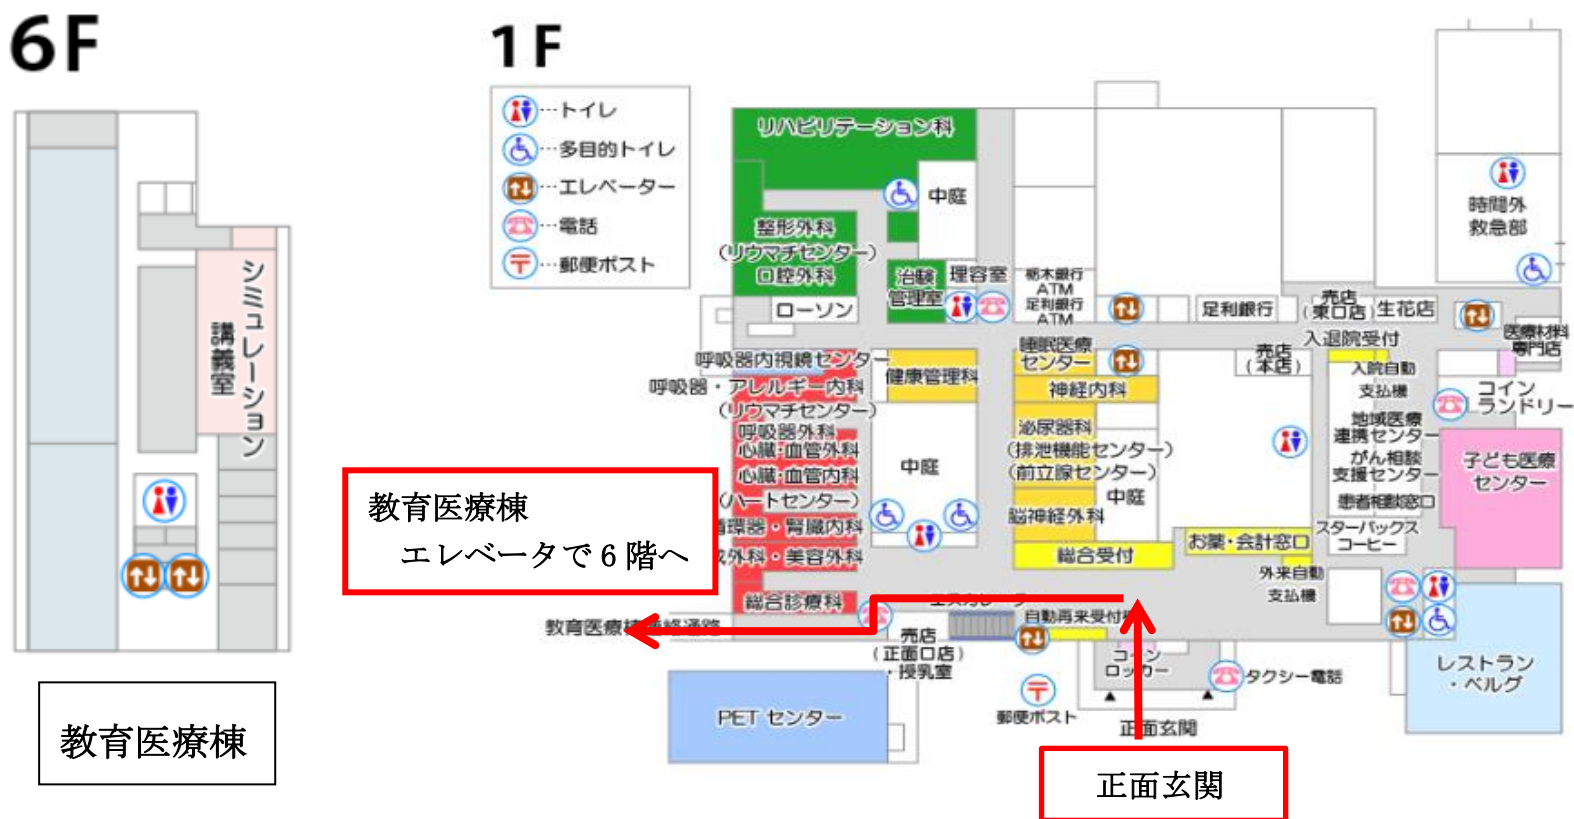 6F
シミュレーション
講義室
教育医療棟
1F
トイレ
多目的トイレ
エレベーター
電話
郵便ポスト
リハビリテーション科
中庭
整形外科
(リウマチセンター)
口腔外科
治験
管理室
理容室
ローソン
栃木銀行
ATM
足利銀行
ATM
足利銀行
売店
(東口店)
生花店
時間外
救急部
医療材料
専門店
入退院受付
呼吸器内視鏡センター
呼吸器・アレルギー内科
(リウマチセンター)
呼吸器外科
心臓・血管外科
心臓・血管内科
(ハートセンター)
循環器・腎臓内科
成外科・美容外科
総合診療科
健康管理科
中庭
睡眠医療
センター
神経内科
泌尿器科
(排泄機能センター)
(前立腺センター)
中庭
脳神経外科
総合受付
売店
(本店)
入院自動
支払機
コイン
ランドリー
地域医療
連携センター
がん相談
支援センター
患者相談窓口
子ども医療
センター
スターバックス
コーヒー
お薬・会計窓口
外来自動
支払機
教育医療棟
エレベータで6階へ
教育医療棟連絡通路
エスカレータ
自動再来受付機
売店
(正面口店)
・授乳室
コイン
ロッカー
タクシー電話
郵便ポスト
正面玄関
レストラン
・ベルグ
PETセンター
正面玄関